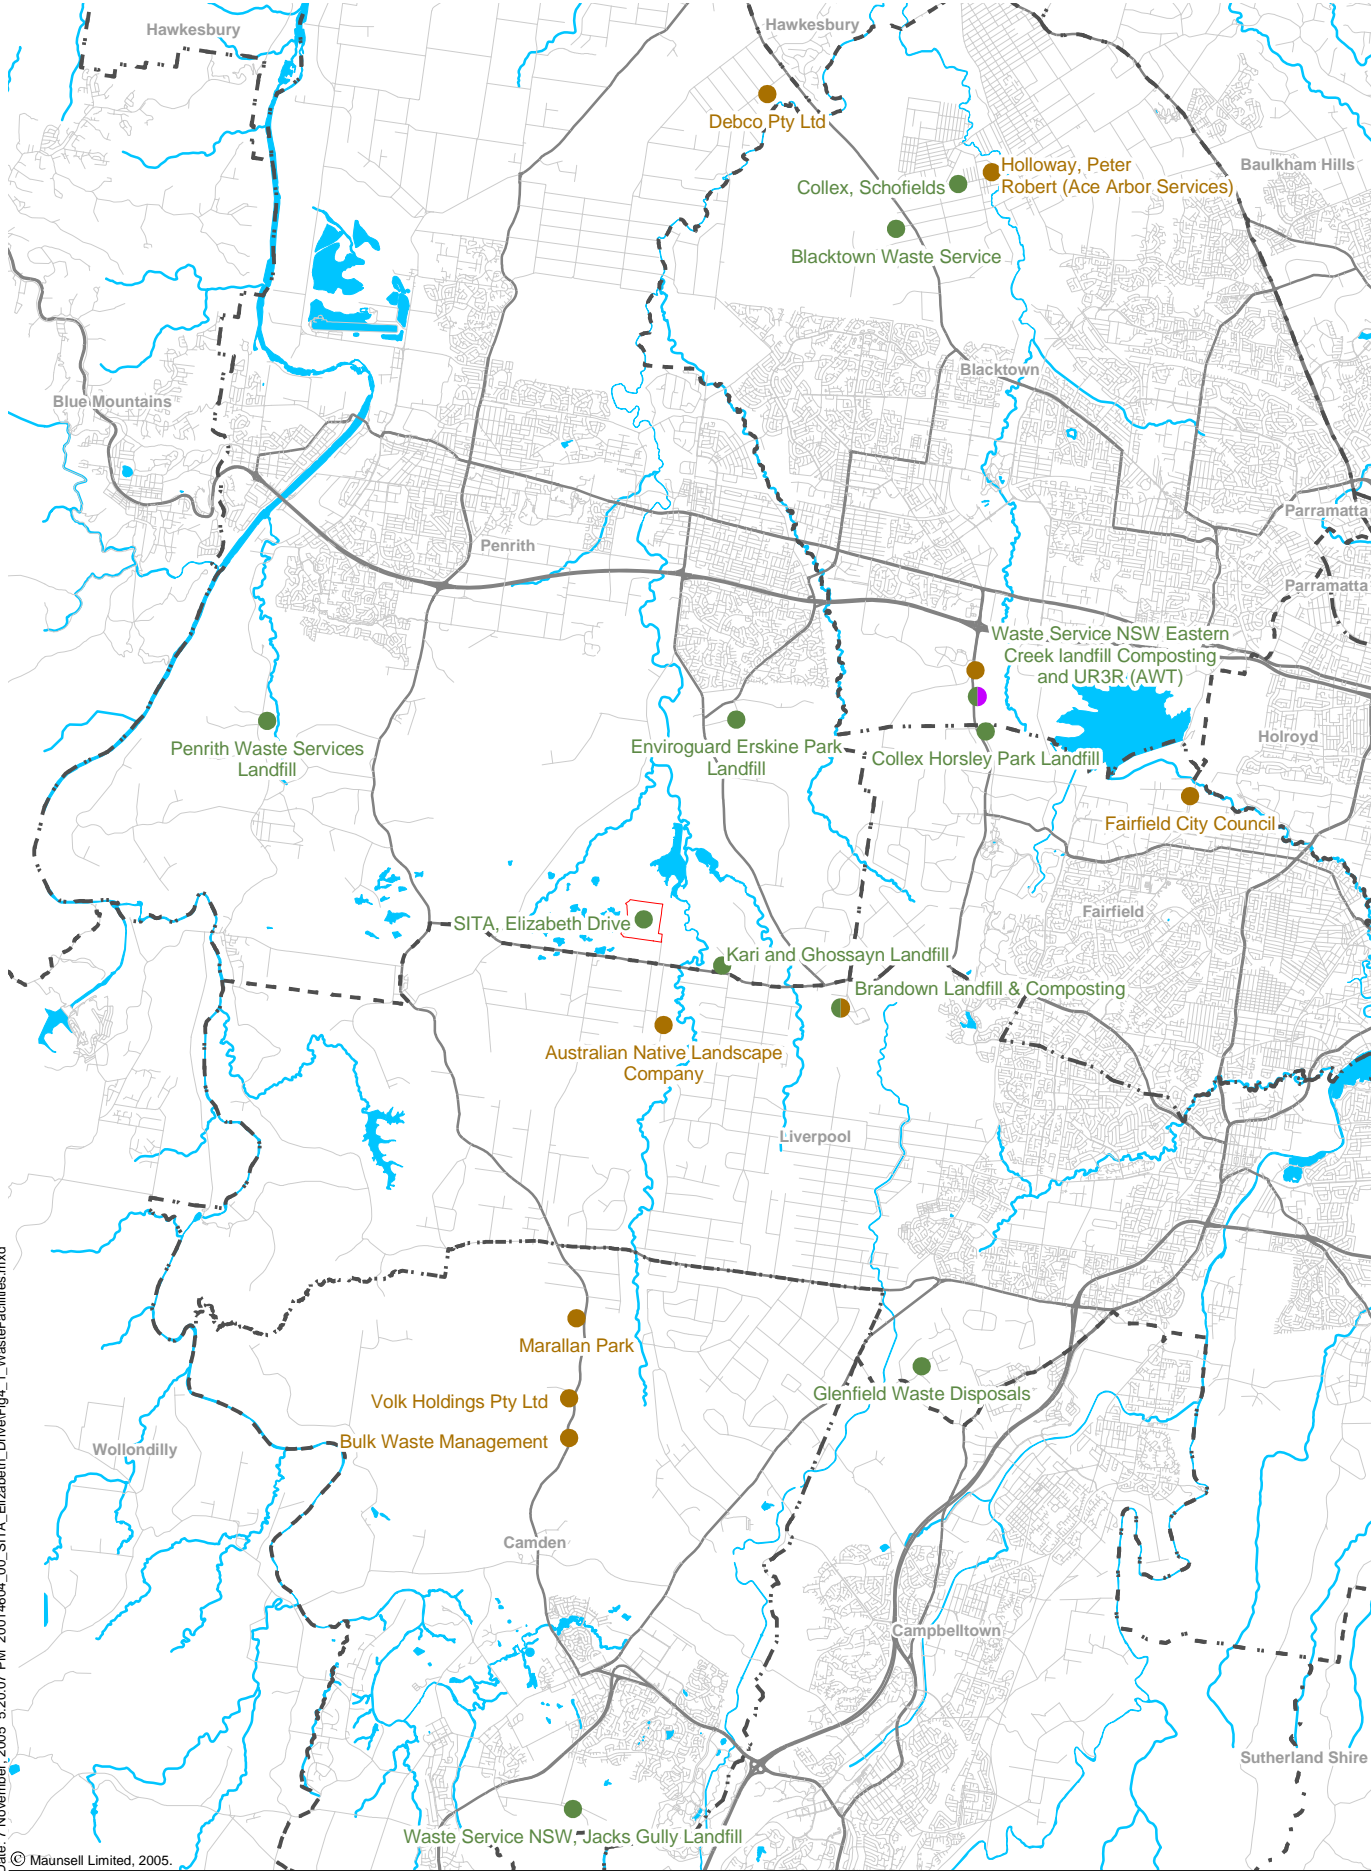 Hawkesbury
Hawkesbury
Debco Pty Ltd
Holloway, Peter
Robert (Ace Arbor Services)
Baulkham Hills
Collex, Schofields
Blacktown Waste Service
Blacktown
Blue Mountains
Parramatta
Penrith
Parramatta
Waste Service NSW Eastern
Creek landfill Composting
and UR3R (AWT)
Penrith Waste Services
Landfill
Enviroguard Erskine Park
Landfill
Collex Horsley Park Landfill
Holroyd
Fairfield City Council
Fairfield
SITA, Elizabeth Drive
Kari and Ghossayn Landfill
Brandown Landfill & Composting
Australian Native Landscape
Company
Liverpool
Marallan Park
Volk Holdings Pty Ltd
Glenfield Waste Disposals
Bulk Waste Management
Wollondilly
Camden
Campbelltown
Sutherland Shire
Waste Service NSW, Jacks Gully Landfill
© Maunsell Limited, 2005.